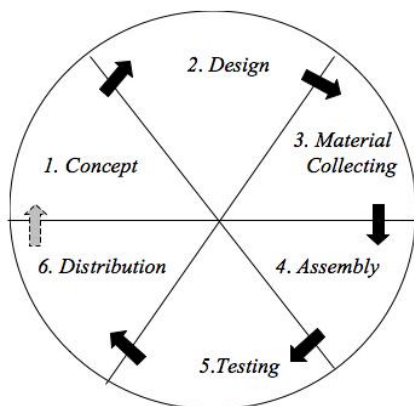 1. Concept
2. Design
3. Material
Collecting
4. Assembly
5.Testing
6. Distribution